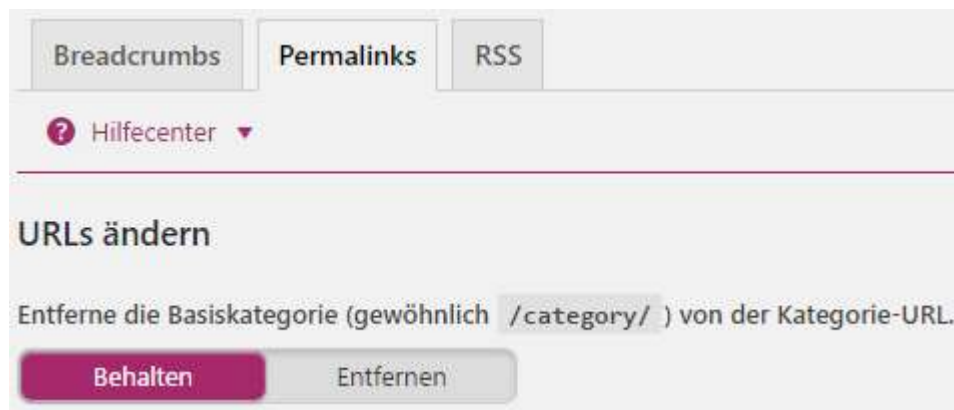 Breadcrumbs Permalinks RSS
? Hilfecenter
URLs ändern
Entferne die Basiskategorie (gewöhnlich /category/ ) von der Kategorie-URL.
Behalten Entfernen